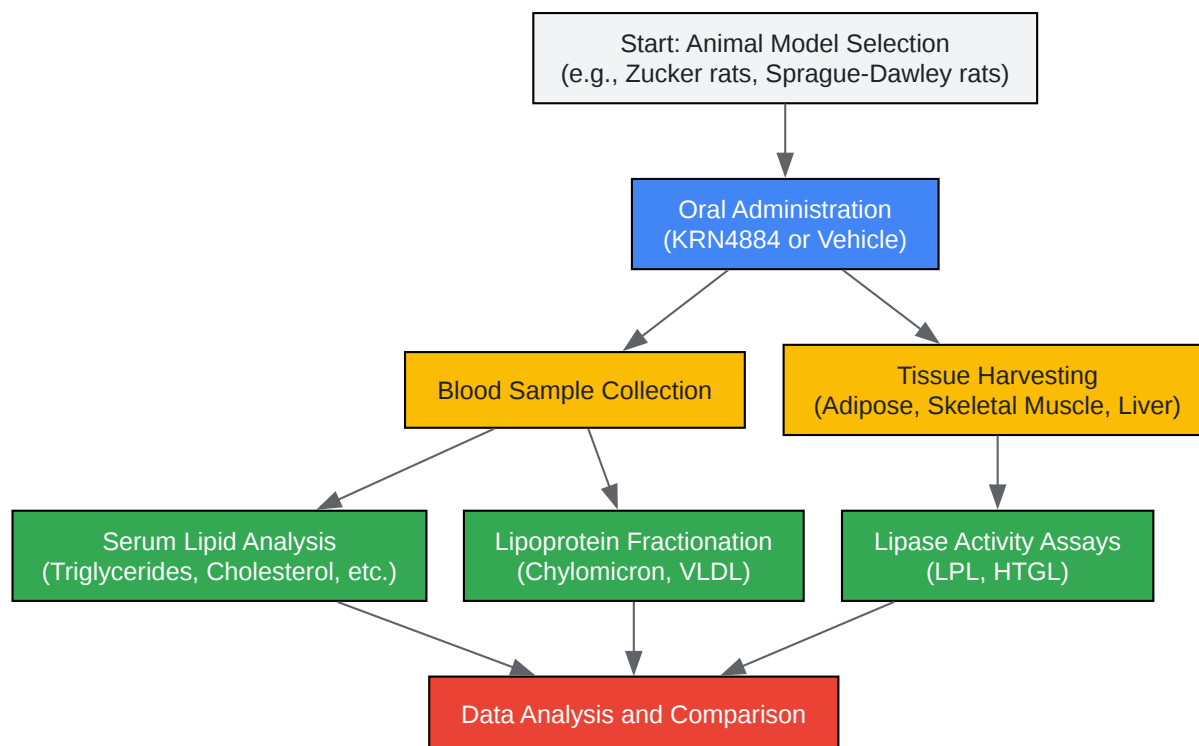 Start: Animal Model Selection
(e.g., Zucker rats, Sprague-Dawley rats)
Oral Administration
(KRN4884 or Vehicle)
Blood Sample Collection
Tissue Harvesting
(Adipose, Skeletal Muscle, Liver)
Serum Lipid Analysis
(Triglycerides, Cholesterol, etc.)
Lipoprotein Fractionation
(Chylomicron, VLDL)
Lipase Activity Assays
(LPL, HTGL)
Data Analysis and Comparison